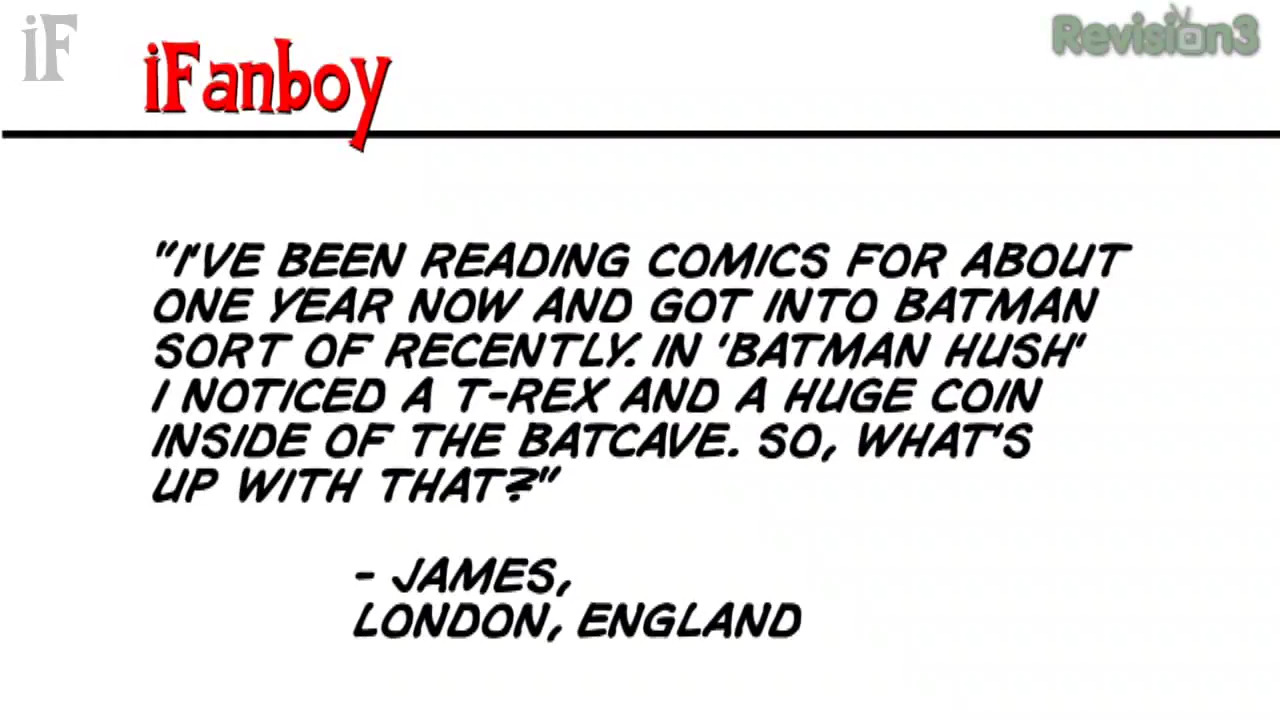 iF
Revision3
iFanboy
"I'VE BEEN READING COMICS FOR ABOUT
ONE YEAR NOW AND GOT INTO BATMAN
SORT OF RECENTLY. IN 'BATMAN HUSH'
I NOTICED A T-REX AND A HUGE COIN
INSIDE OF THE BATCAVE. SO, WHAT'S
UP WITH THAT?"
- JAMES,
LONDON, ENGLAND